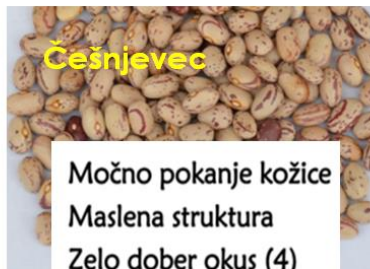 Češnjevec
Močno pokanje kožice
Maslena struktura
Zelo dober okus (4)